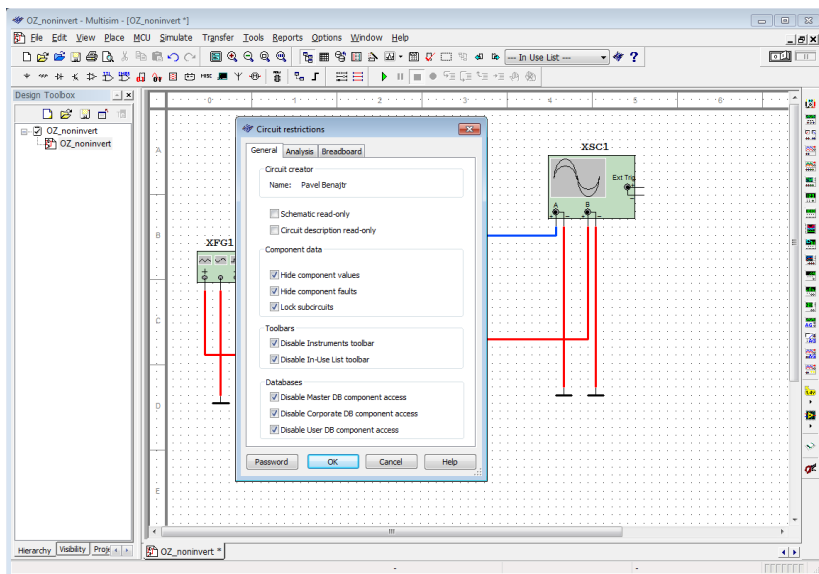 OZ_noninvert - Multisim - [OZ_noninvert *]
File Edit View Place MCU Simulate Transfer Tools Reports Options Window Help
--- In Use List ---
Design Toolbox
OZ_noninvert
OZ_noninvert
0 1 2 3 4 5 6
A
B
C
D
E
XFG1
XSC1
Ext Trig
A
B
Circuit restrictions
General Analysis Breadboard
Circuit creator
Name: Pavel Benajtr
Schematic read-only
Circuit description read-only
Component data
Hide component values
Hide component faults
Lock subcircuits
Toolbars
Disable Instruments toolbar
Disable In-Use List toolbar
Databases
Disable Master DB component access
Disable Corporate DB component access
Disable User DB component access
Password OK Cancel Help
Hierarchy Visibility Proje
OZ_noninvert *